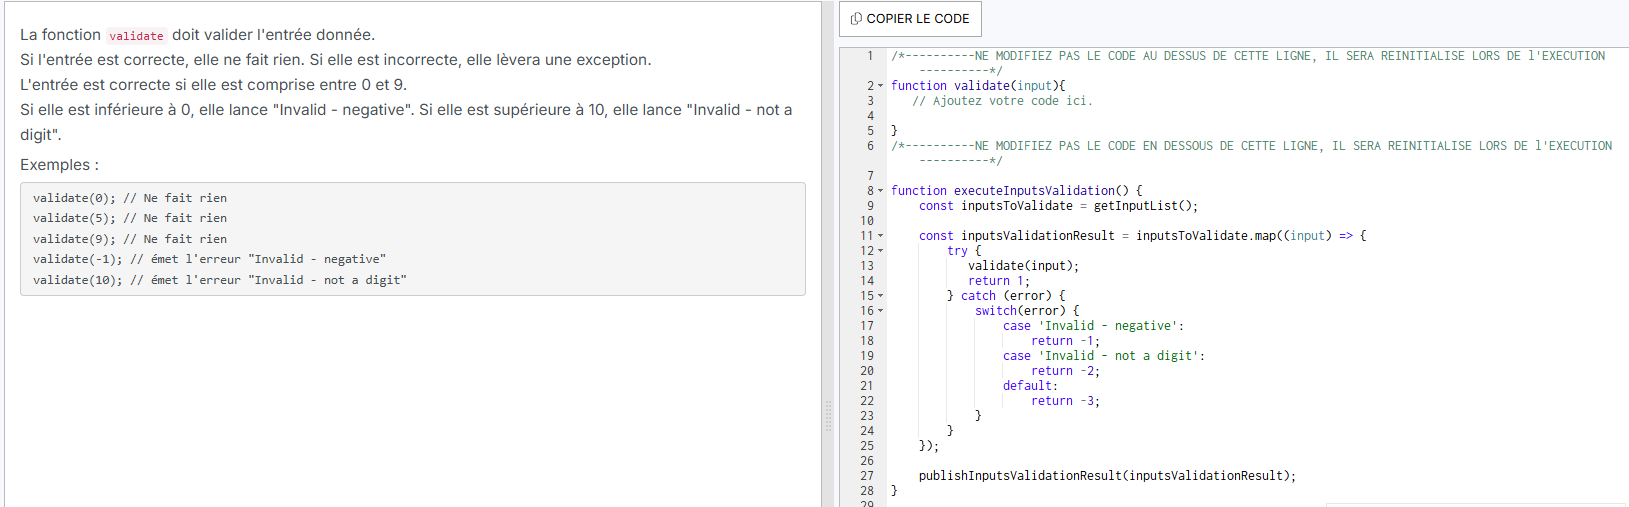 La fonction validate doit valider l'entrée donnée.
Si l'entrée est correcte, elle ne fait rien. Si elle est incorrecte, elle lèvera une exception.
L'entrée est correcte si elle est comprise entre 0 et 9.
Si elle est inférieure à 0, elle lance "Invalid - negative". Si elle est supérieure à 10, elle lance "Invalid - not a
digit".
Exemples :
validate(0); // Ne fait rien
validate(5); // Ne fait rien
validate(9); // Ne fait rien
validate(-1); // émet l'erreur "Invalid - negative"
validate(10); // émet l'erreur "Invalid - not a digit"
COPIER LE CODE
1 /*----------NE MODIFIEZ PAS LE CODE AU DESSUS DE CETTE LIGNE, IL SERA REINITIALISE LORS DE l'EXECUTION
----------*/
2 function validate(input){
3 // Ajoutez votre code ici.
4
5 }
6 /*----------NE MODIFIEZ PAS LE CODE EN DESSOUS DE CETTE LIGNE, IL SERA REINITIALISE LORS DE l'EXECUTION
----------*/
7
8 function executeInputsValidation() {
9 const inputsToValidate = getInputList();
10
11 const inputsValidationResult = inputsToValidate.map((input) => {
12 try {
13 validate(input);
14 return 1;
15 } catch (error) {
16 switch(error) {
17 case 'Invalid - negative':
18 return -1;
19 case 'Invalid - not a digit':
20 return -2;
21 default:
22 return -3;
23 }
24 }
25 });
26
27 publishInputsValidationResult(inputsValidationResult);
28 }
29